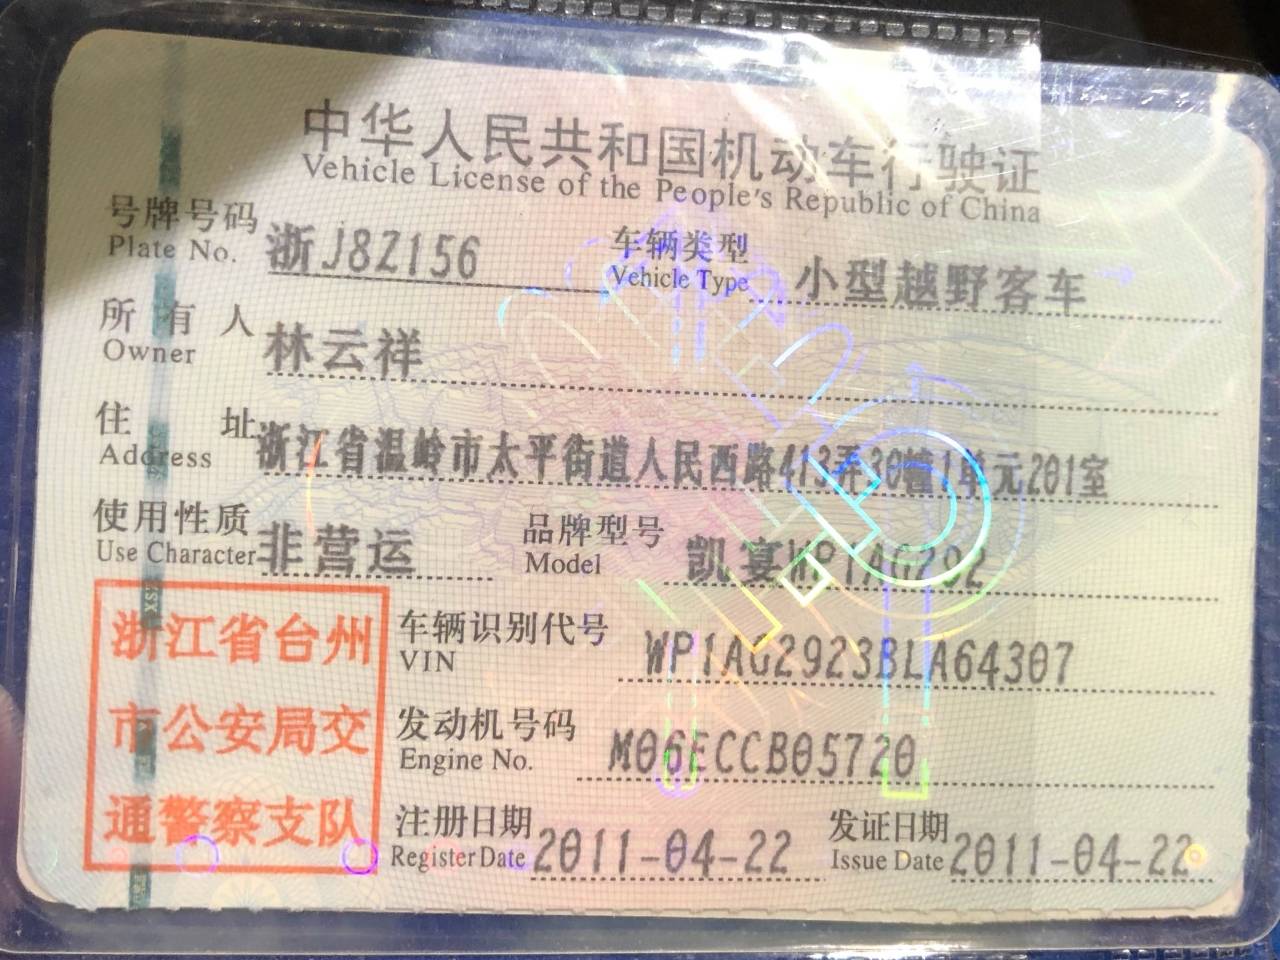 中华人民共和国机动车行驶证
Vehicle License of the People's Republic of China
号牌号码 浙J8Z156 车辆类型 小型越野客车
Plate No. Vehicle Type
所有人 林云祥
Owner
住址 浙江省温岭市太平街道人民西路413弄30幢1单元201室
Address
使用性质 非营运 品牌型号 凯宴WP1AG292
Use Character Model
浙江省台州
市公安局交
通警察支队
车辆识别代号 WP1AG2923BLA64307
VIN
发动机号码 M06ECCB05720
Engine No.
注册日期 2011-04-22 发证日期 2011-04-22
Register Date Issue Date